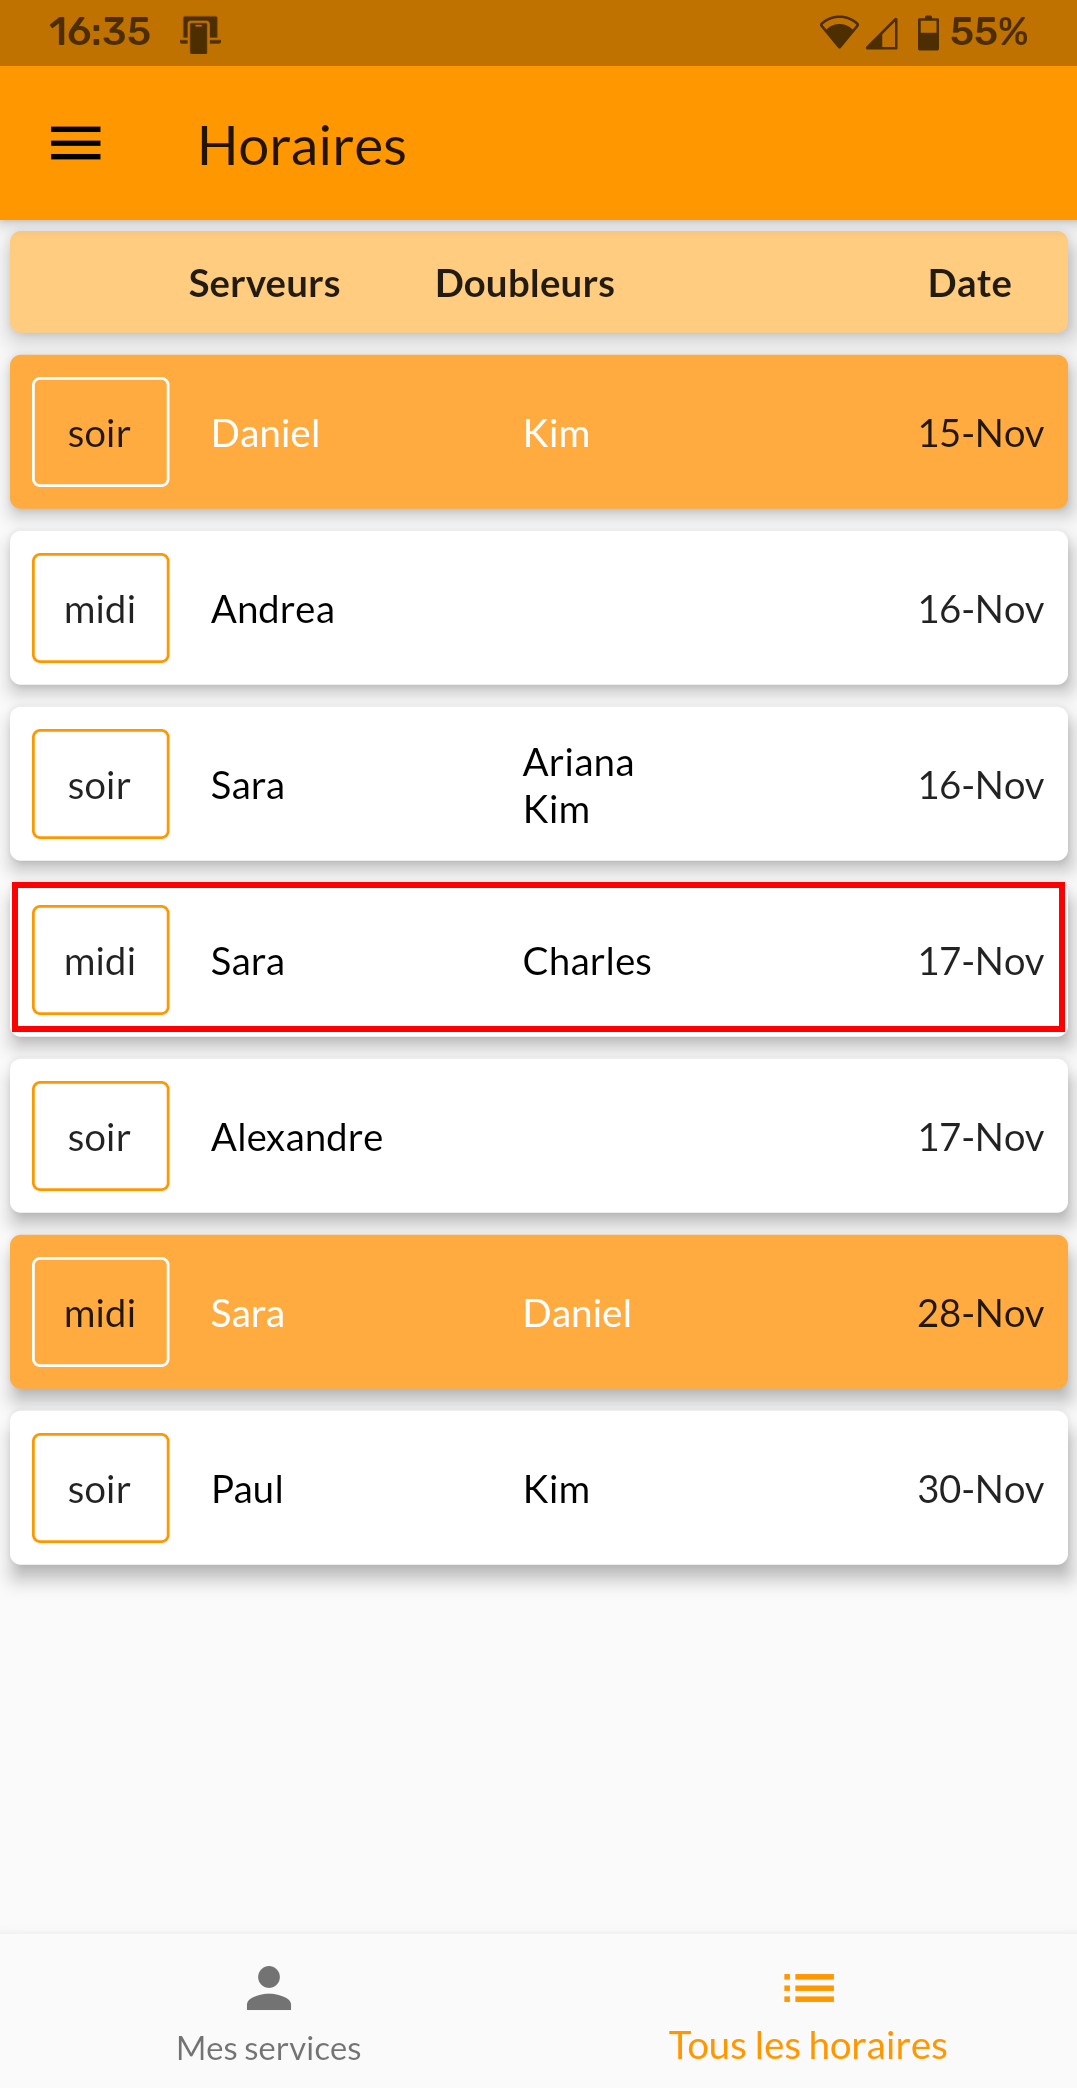 16:35 55%
Horaires
Serveurs Doubleurs Date
soir Daniel Kim 15-Nov
midi Andrea 16-Nov
soir Sara Ariana Kim 16-Nov
midi Sara Charles 17-Nov
soir Alexandre 17-Nov
midi Sara Daniel 28-Nov
soir Paul Kim 30-Nov
Mes services Tous les horaires